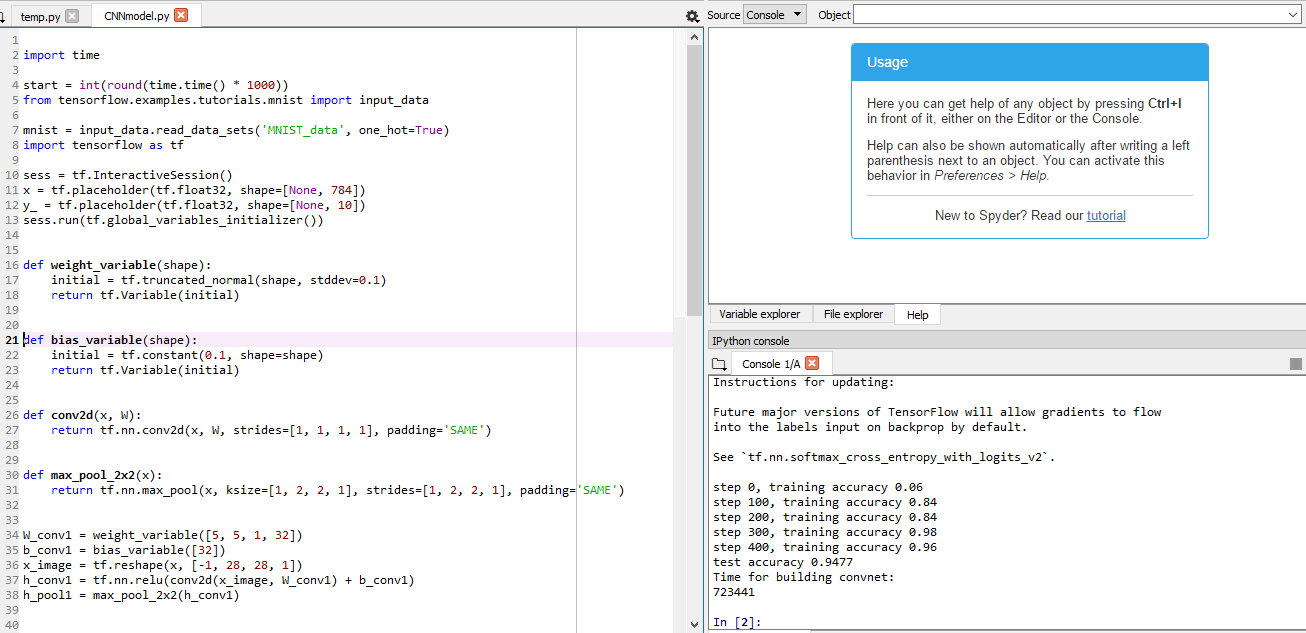 temp.py
CNNmodel.py
1
2 import time
3
4 start = int(round(time.time() * 1000))
5 from tensorflow.examples.tutorials.mnist import input_data
6
7 mnist = input_data.read_data_sets('MNIST_data', one_hot=True)
8 import tensorflow as tf
9
10 sess = tf.InteractiveSession()
11 x = tf.placeholder(tf.float32, shape=[None, 784])
12 y_ = tf.placeholder(tf.float32, shape=[None, 10])
13 sess.run(tf.global_variables_initializer())
14
15
16 def weight_variable(shape):
17     initial = tf.truncated_normal(shape, stddev=0.1)
18     return tf.Variable(initial)
19
20
21 def bias_variable(shape):
22     initial = tf.constant(0.1, shape=shape)
23     return tf.Variable(initial)
24
25
26 def conv2d(x, W):
27     return tf.nn.conv2d(x, W, strides=[1, 1, 1, 1], padding='SAME')
28
29
30 def max_pool_2x2(x):
31     return tf.nn.max_pool(x, ksize=[1, 2, 2, 1], strides=[1, 2, 2, 1], padding='SAME')
32
33
34 W_conv1 = weight_variable([5, 5, 1, 32])
35 b_conv1 = bias_variable([32])
36 x_image = tf.reshape(x, [-1, 28, 28, 1])
37 h_conv1 = tf.nn.relu(conv2d(x_image, W_conv1) + b_conv1)
38 h_pool1 = max_pool_2x2(h_conv1)
39
40
Source Console Object
Usage
Here you can get help of any object by pressing Ctrl+I
in front of it, either on the Editor or the Console.
Help can also be shown automatically after writing a left
parenthesis next to an object. You can activate this
behavior in Preferences > Help.
New to Spyder? Read our tutorial
Variable explorer File explorer Help
IPython console
Console 1/A
Instructions for updating:
Future major versions of TensorFlow will allow gradients to flow
into the labels input on backprop by default.
See `tf.nn.softmax_cross_entropy_with_logits_v2`.
step 0, training accuracy 0.06
step 100, training accuracy 0.84
step 200, training accuracy 0.84
step 300, training accuracy 0.98
step 400, training accuracy 0.96
test accuracy 0.9477
Time for building convnet:
723441
In [2]: